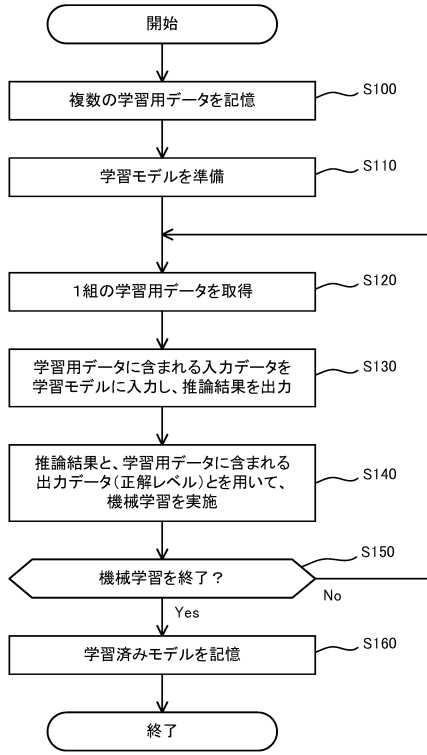 開始
複数の学習用データを記憶
S100
学習モデルを準備
S110
1組の学習用データを取得
S120
学習用データに含まれる入力データを
学習モデルに入力し、推論結果を出力
S130
推論結果と、学習用データに含まれる
出力データ(正解レベル)とを用いて、
機械学習を実施
S140
機械学習を終了?
S150
No
Yes
学習済みモデルを記憶
S160
終了